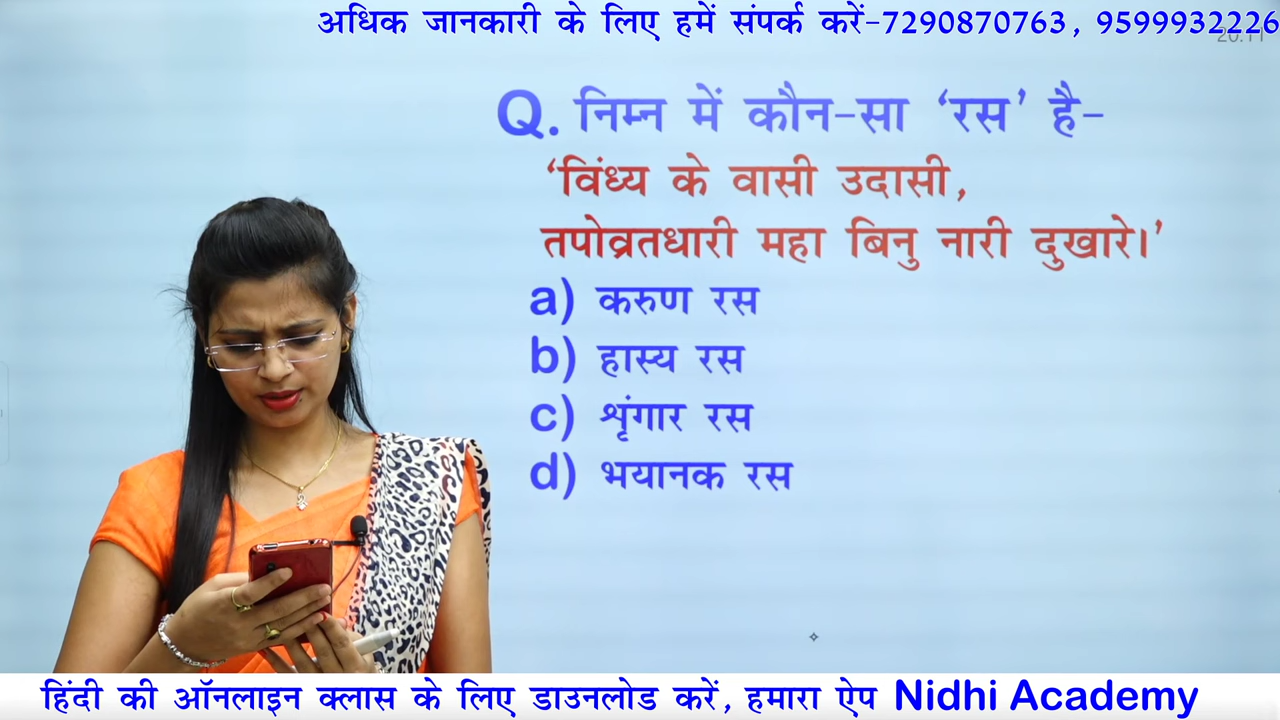 अधिक जानकारी के लिए हमें संपर्क करें-7290870763, 9599932226
Q. निम्न में कौन-सा ‘रस’ है-
‘विंध्य के वासी उदासी,
तपोव्रतधारी महा बिनु नारी दुखारे।’
a) करुण रस
b) हास्य रस
c) शृंगार रस
d) भयानक रस
हिंदी की ऑनलाइन क्लास के लिए डाउनलोड करें, हमारा ऐप Nidhi Academy